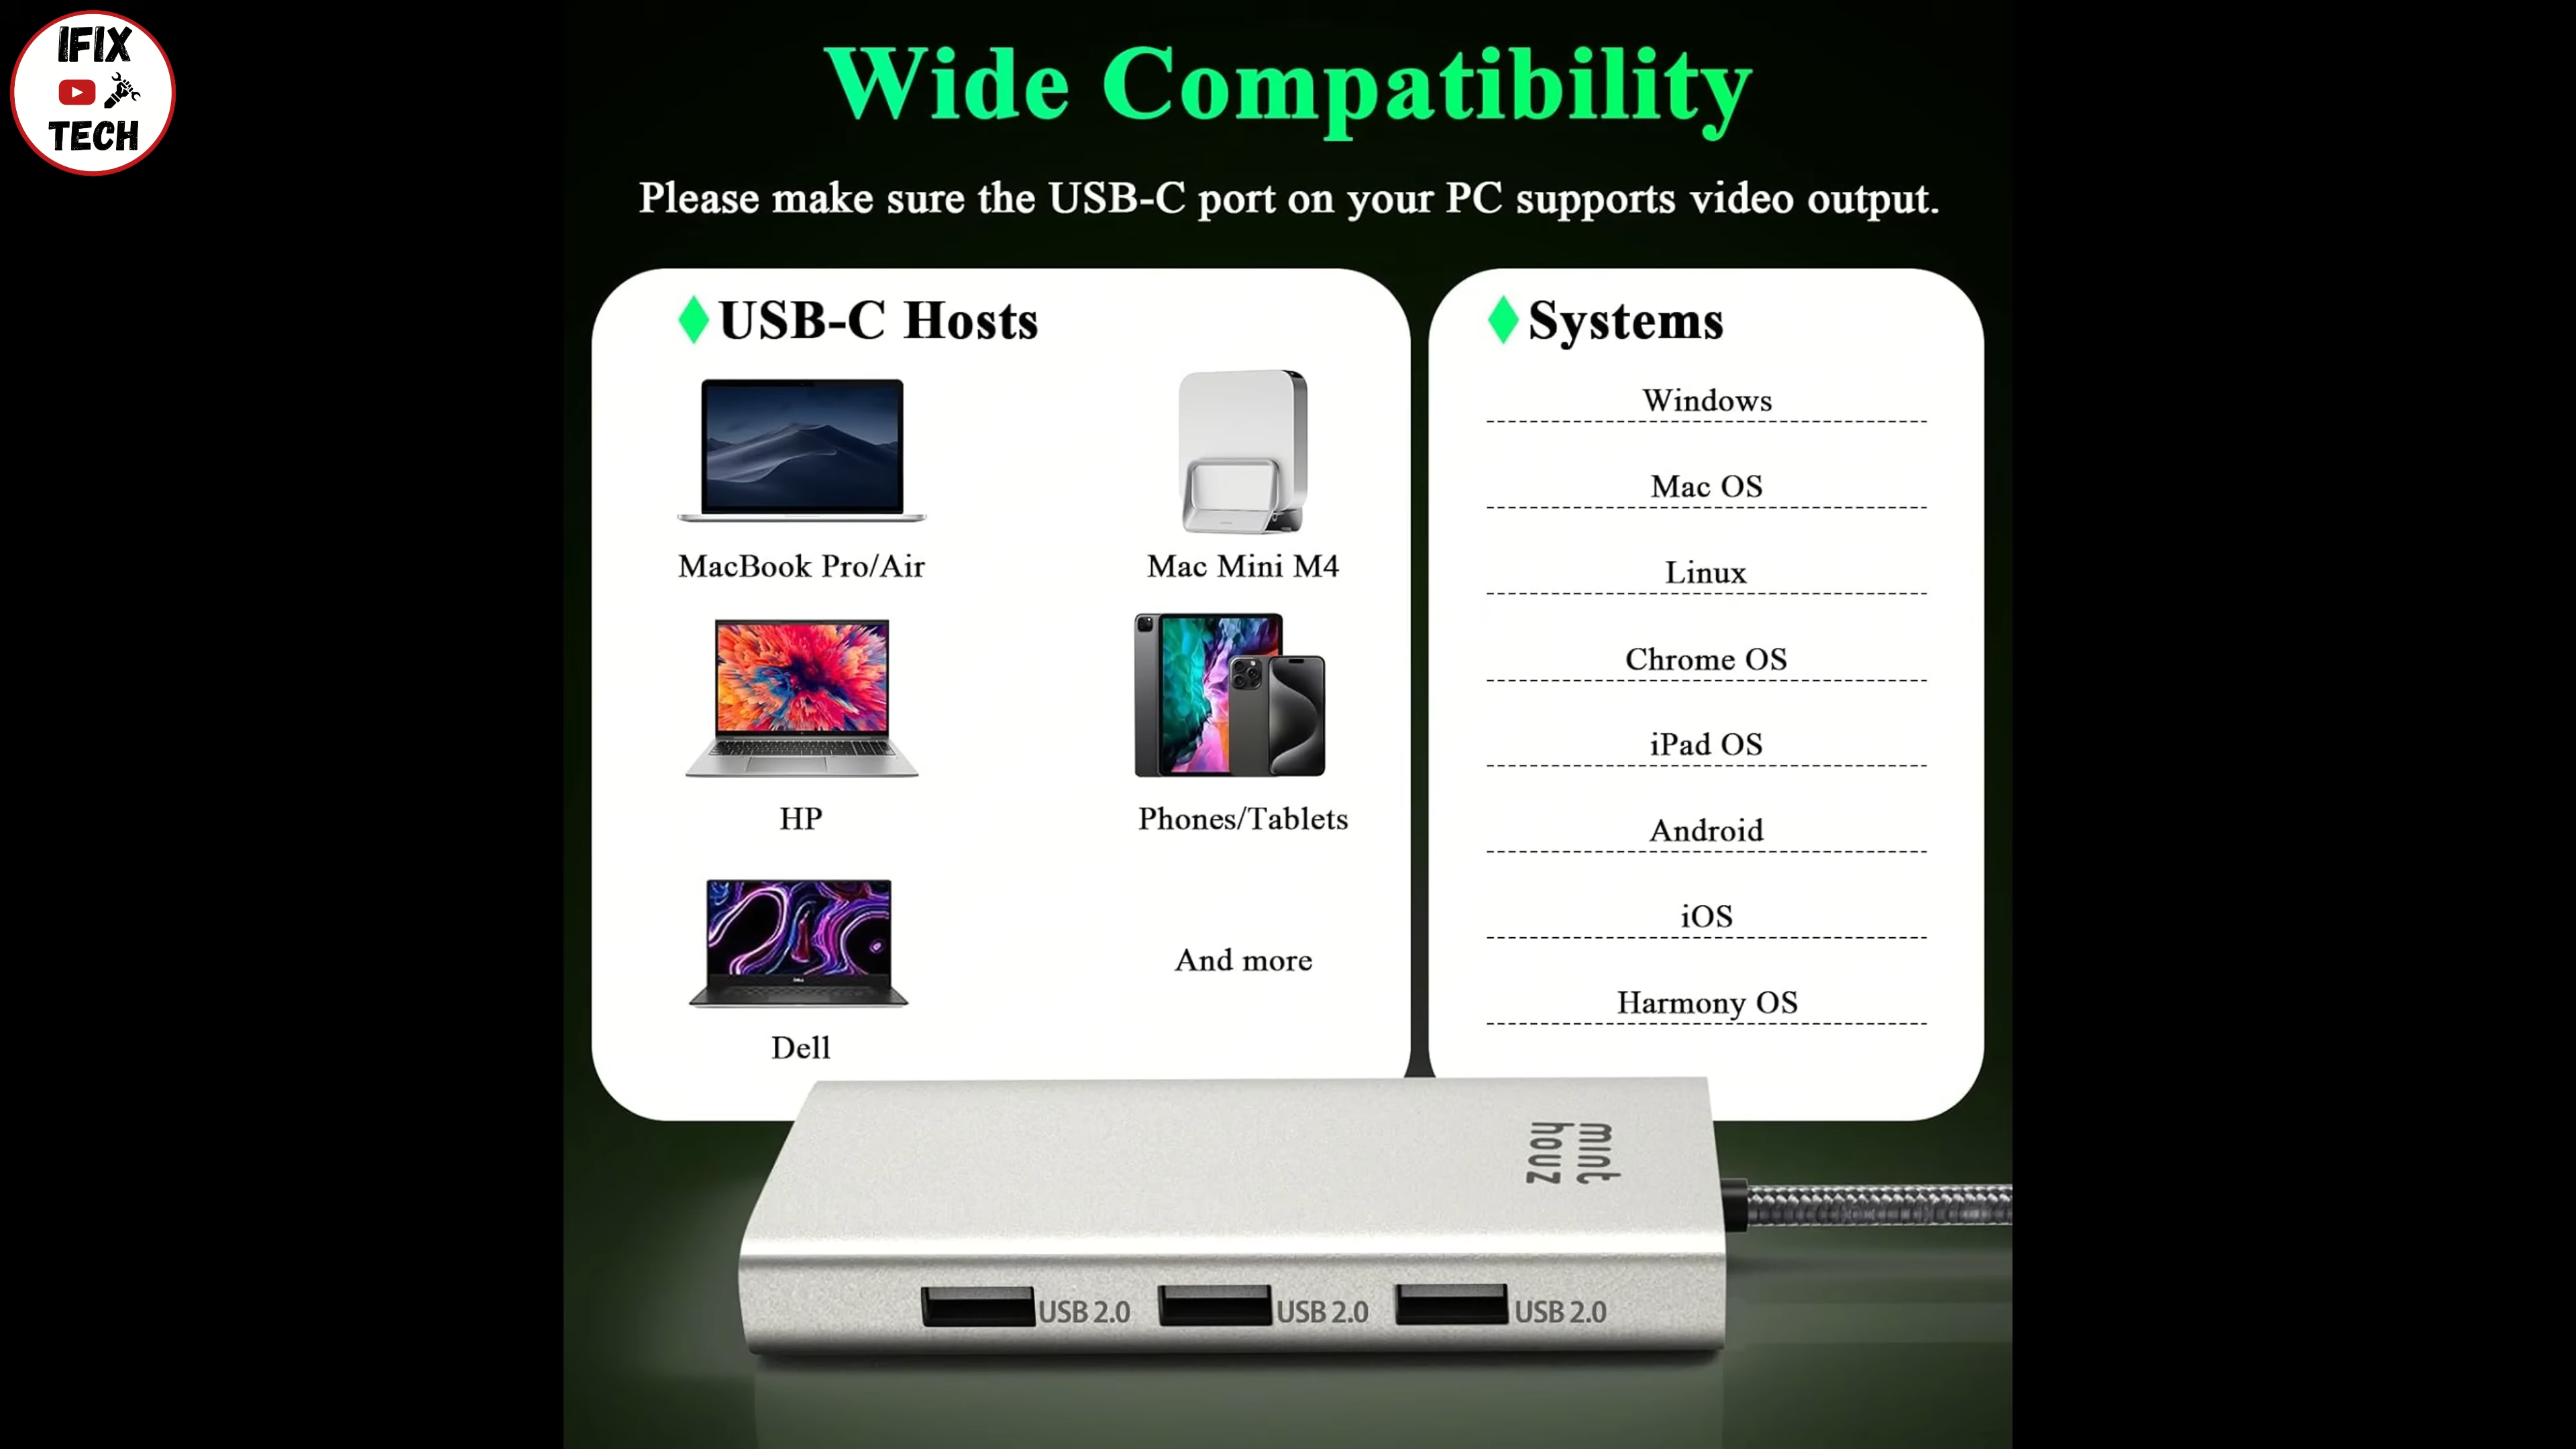 IFIX
TECH
Wide Compatibility
Please make sure the USB-C port on your PC supports video output.
USB-C Hosts
MacBook Pro/Air
Mac Mini M4
HP
Phones/Tablets
Dell
And more
Systems
Windows
Mac OS
Linux
Chrome OS
iPad OS
Android
iOS
Harmony OS
mint
houz
USB 2.0
USB 2.0
USB 2.0